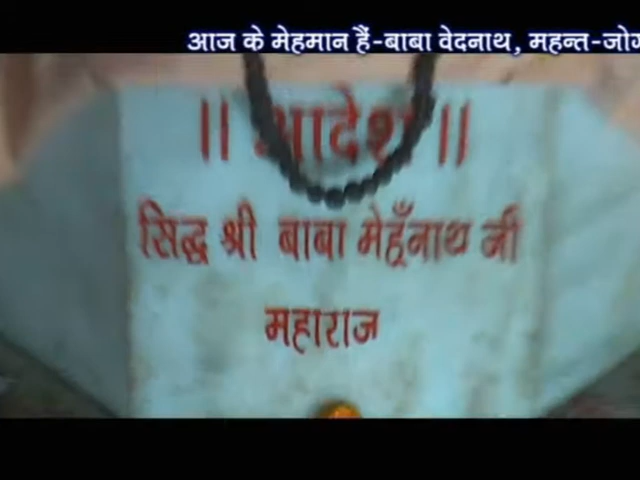 आज के मेहमान हैं-बाबा वेदनाथ, महन्त-जोग
|| आदेश ||
सिद्ध श्री बाबा मेहूँनाथ जी
महाराज